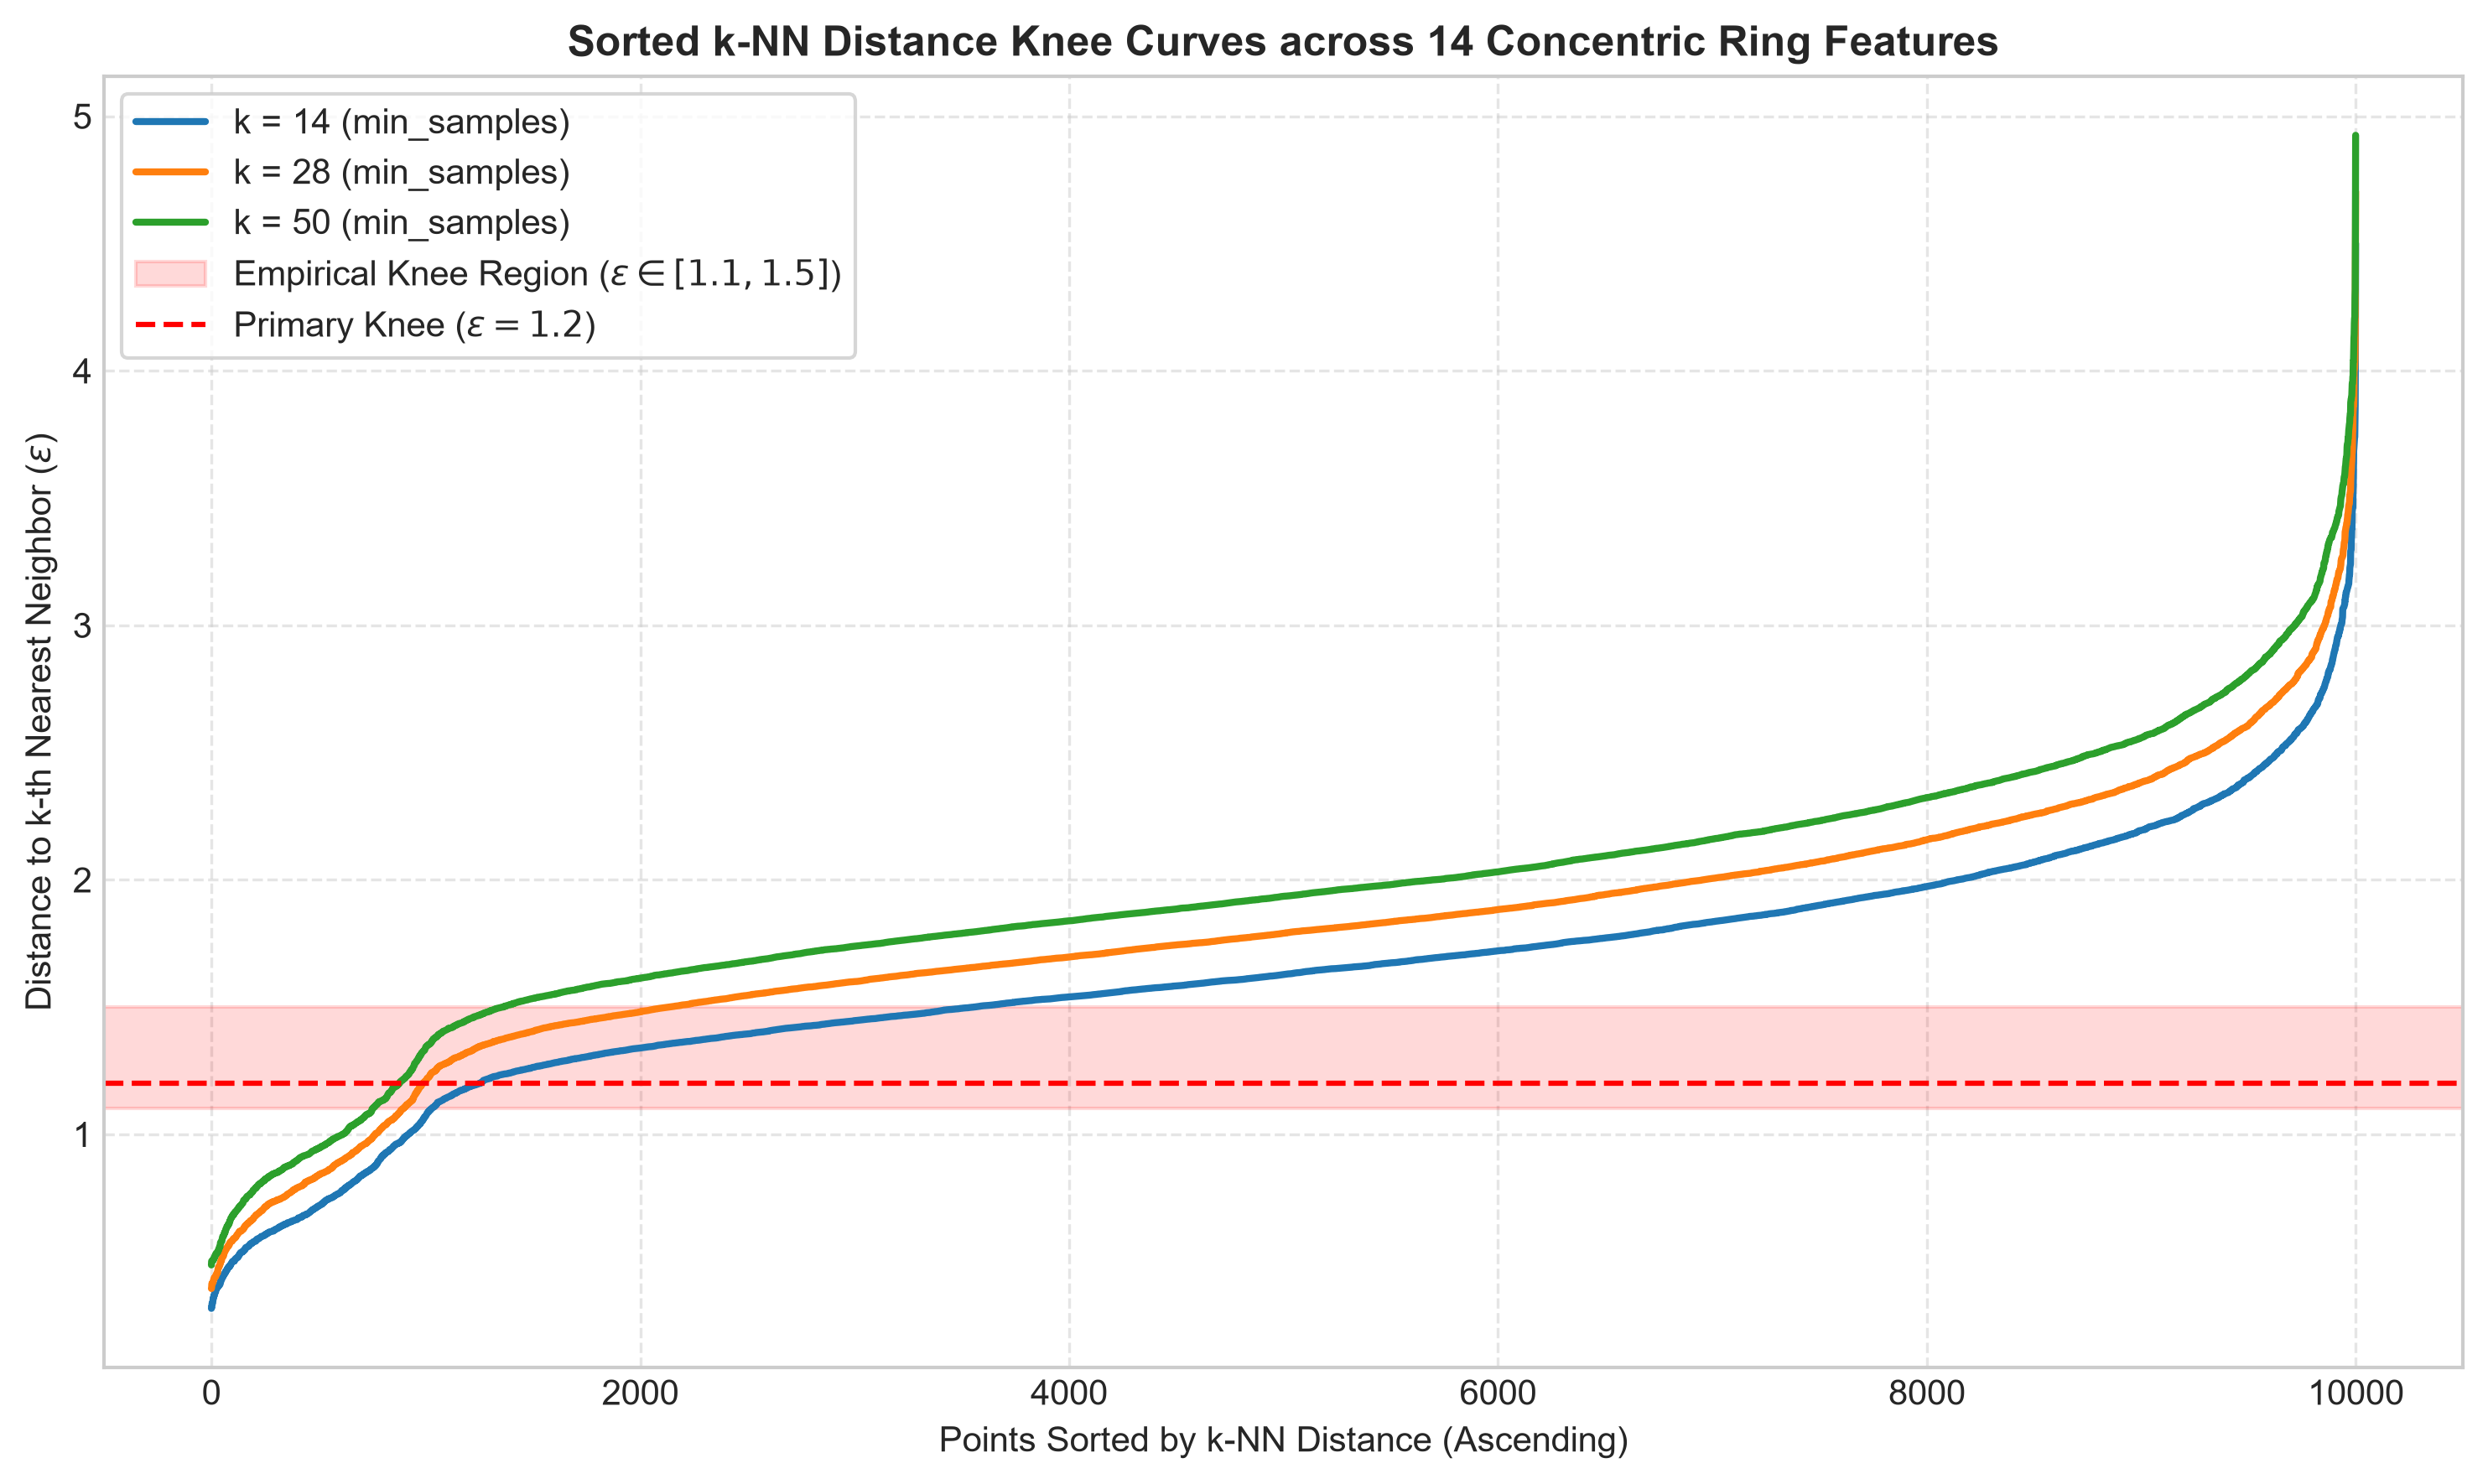 Sorted k-NN Distance Knee Curves across 14 Concentric Ring Features
k = 14 (min_samples)
k = 28 (min_samples)
k = 50 (min_samples)
Empirical Knee Region (ε ∈ [1.1, 1.5])
Primary Knee (ε = 1.2)
Distance to k-th Nearest Neighbor (ε)
5
4
3
2
1
0 2000 4000 6000 8000 10000
Points Sorted by k-NN Distance (Ascending)